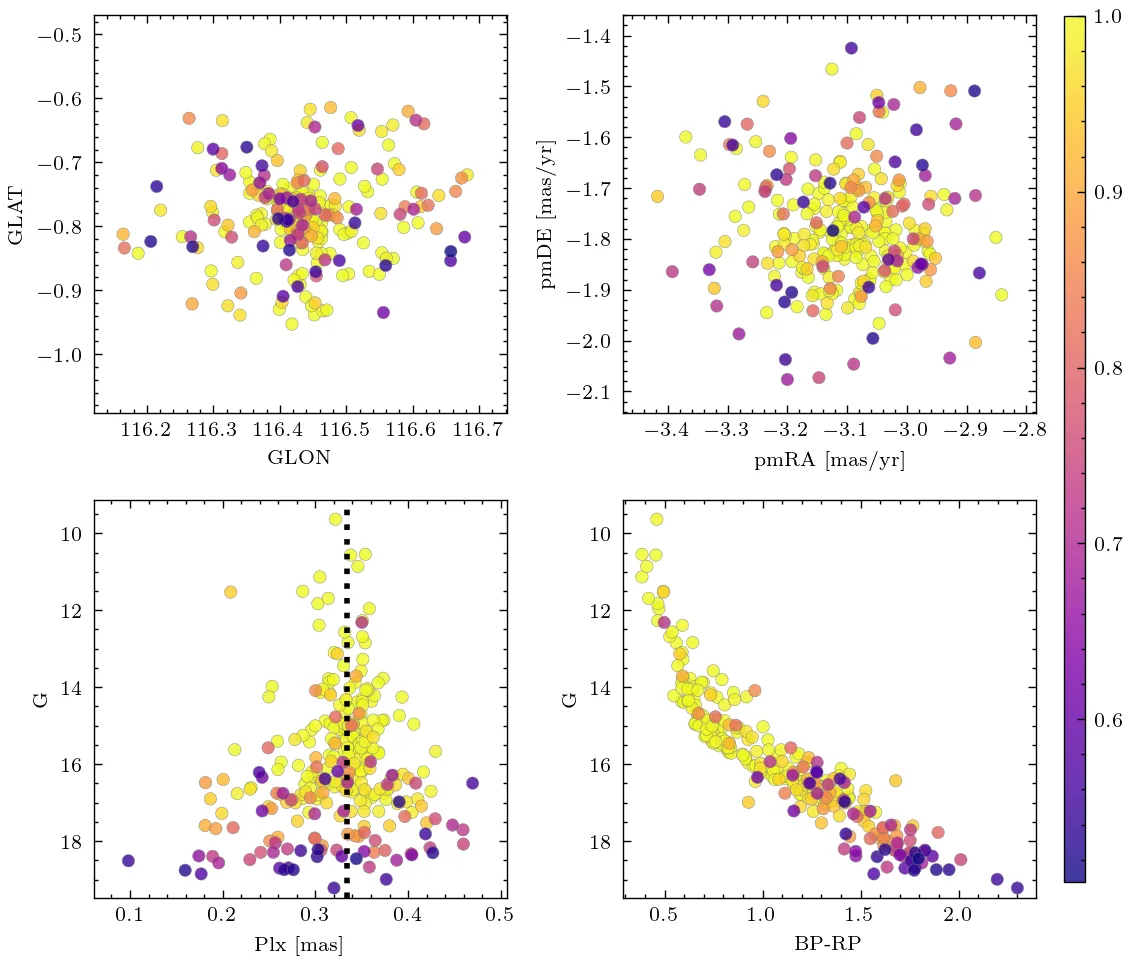 −0.5
−0.6
−0.7
−0.8
−0.9
−1.0
GLAT
116.2 116.3 116.4 116.5 116.6 116.7
GLON
−1.4
−1.5
−1.6
−1.7
−1.8
−1.9
−2.0
−2.1
pmDE [mas/yr]
−3.4 −3.3 −3.2 −3.1 −3.0 −2.9 −2.8
pmRA [mas/yr]
1.0
0.9
0.8
0.7
0.6
10
12
14
16
18
G
0.1 0.2 0.3 0.4 0.5
Plx [mas]
10
12
14
16
18
G
0.5 1.0 1.5 2.0
BP-RP